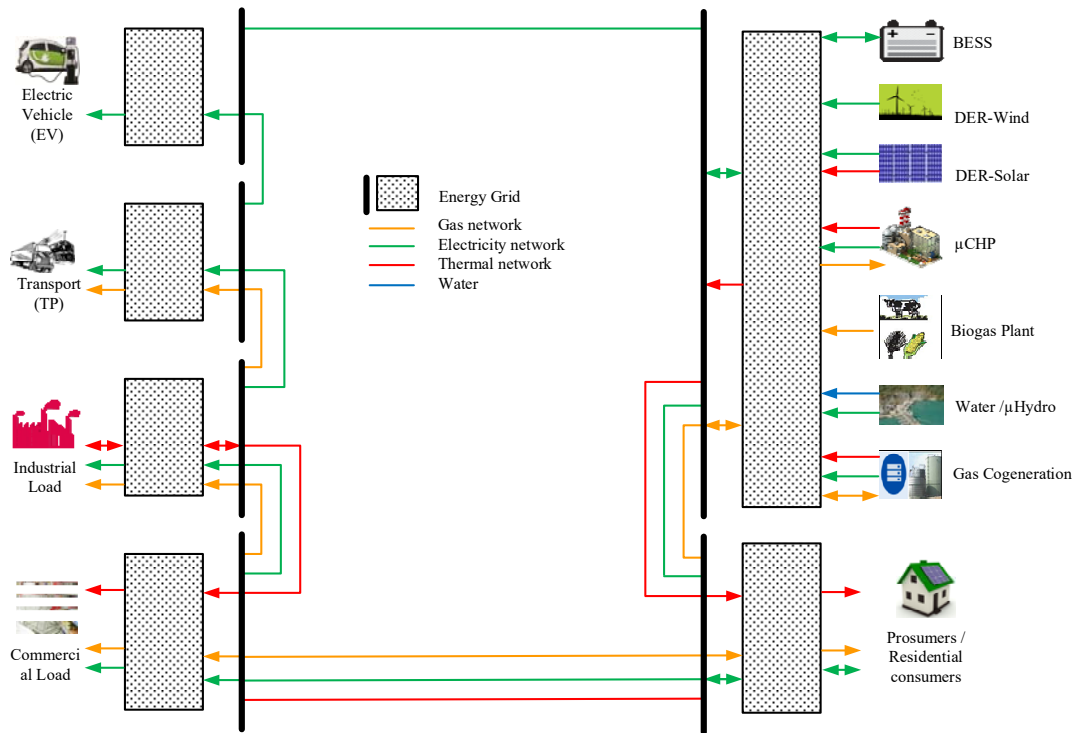 Electric
Vehicle
(EV)
Transport
(TP)
Industrial
Load
Commerci
al Load
Energy Grid
Gas network
Electricity network
Thermal network
Water
BESS
DER-Wind
DER-Solar
µCHP
Biogas Plant
Water /µHydro
Gas Cogeneration
Prosumers /
Residential
consumers